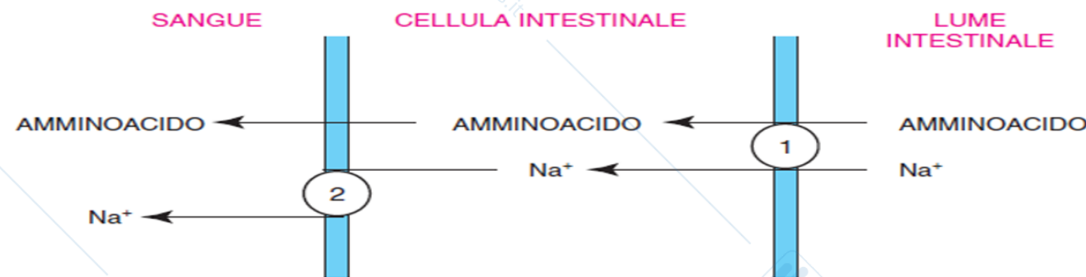 SANGUE CELLULA INTESTINALE LUME
INTESTINALE
AMMINOACIDO AMMINOACIDO 1 AMMINOACIDO
Na⁺ Na⁺
2
Na⁺